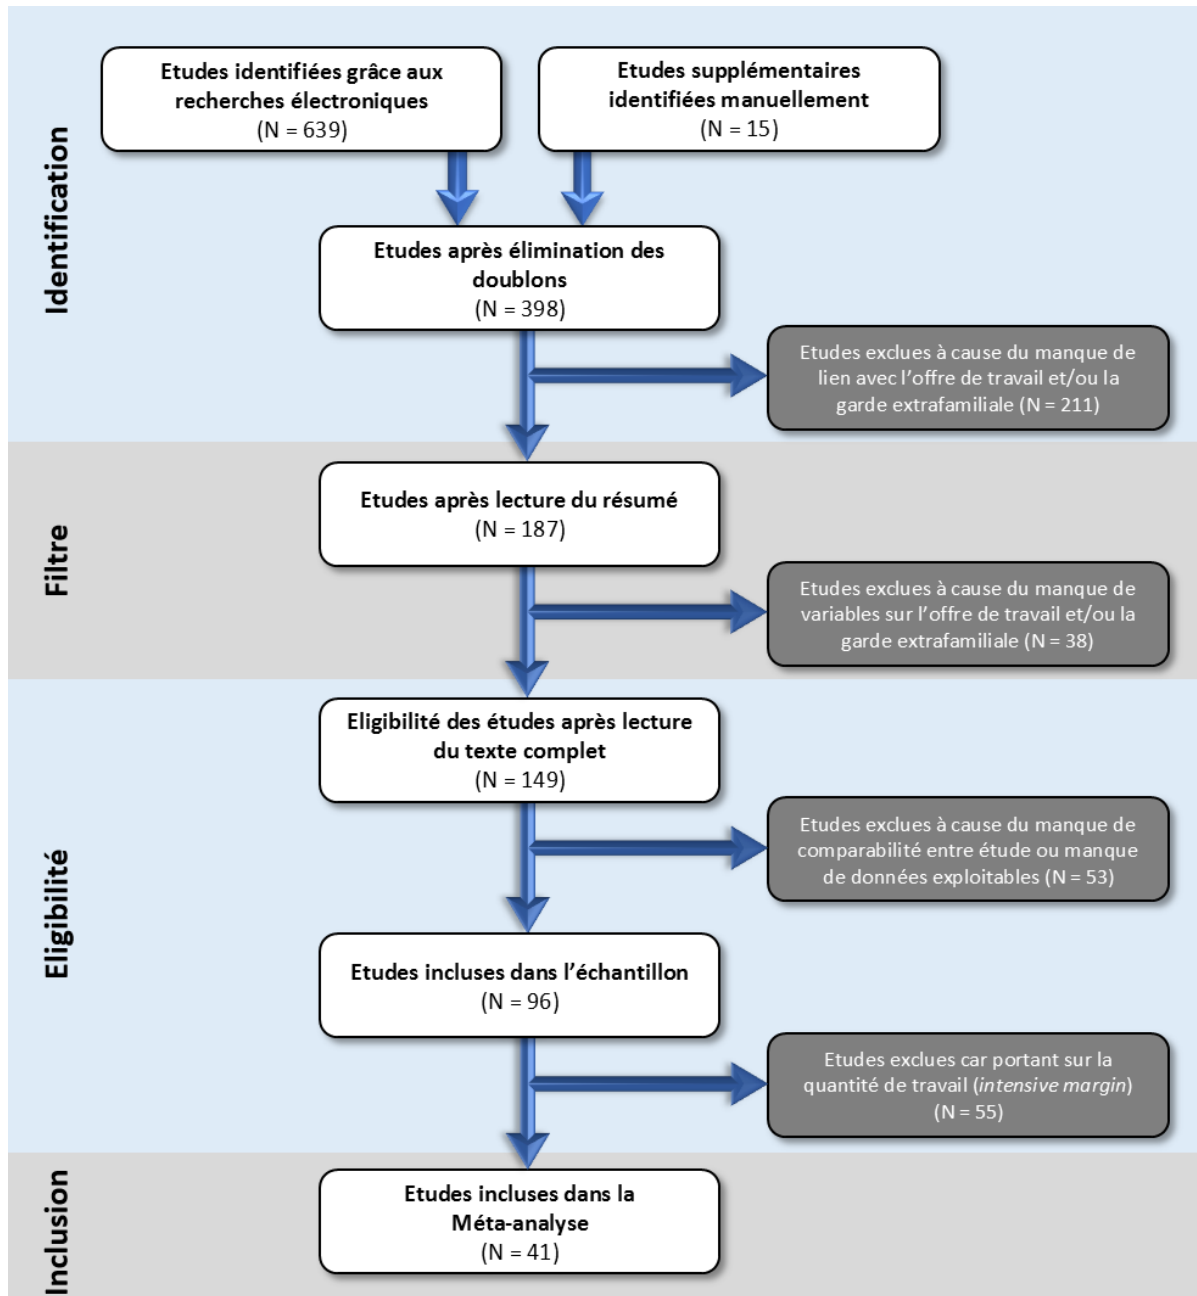 Identification
Etudes identifiées grâce aux
recherches électroniques
(N = 639)
Etudes supplémentaires
identifiées manuellement
(N = 15)
Etudes après élimination des
doublons
(N = 398)
Etudes exclues à cause du manque de
lien avec l’offre de travail et/ou la
garde extrafamiliale (N = 211)
Filtre
Etudes après lecture du résumé
(N = 187)
Etudes exclues à cause du manque de
variables sur l’offre de travail et/ou la
garde extrafamiliale (N = 38)
Eligibilité
Eligibilité des études après lecture
du texte complet
(N = 149)
Etudes exclues à cause du manque de
comparabilité entre étude ou manque
de données exploitables (N = 53)
Etudes incluses dans l’échantillon
(N = 96)
Etudes exclues car portant sur la
quantité de travail (intensive margin)
(N = 55)
Inclusion
Etudes incluses dans la
Méta-analyse
(N = 41)